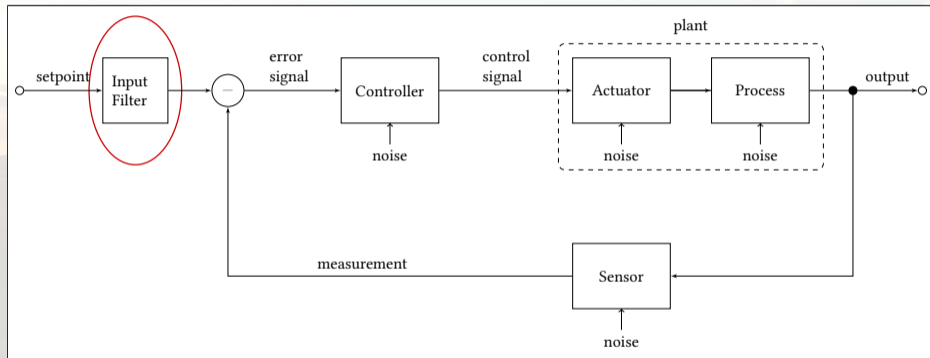 plant
error
signal
control
signal
setpoint
Input
Filter
−
Controller
Actuator
Process
output
noise
noise
noise
measurement
Sensor
noise